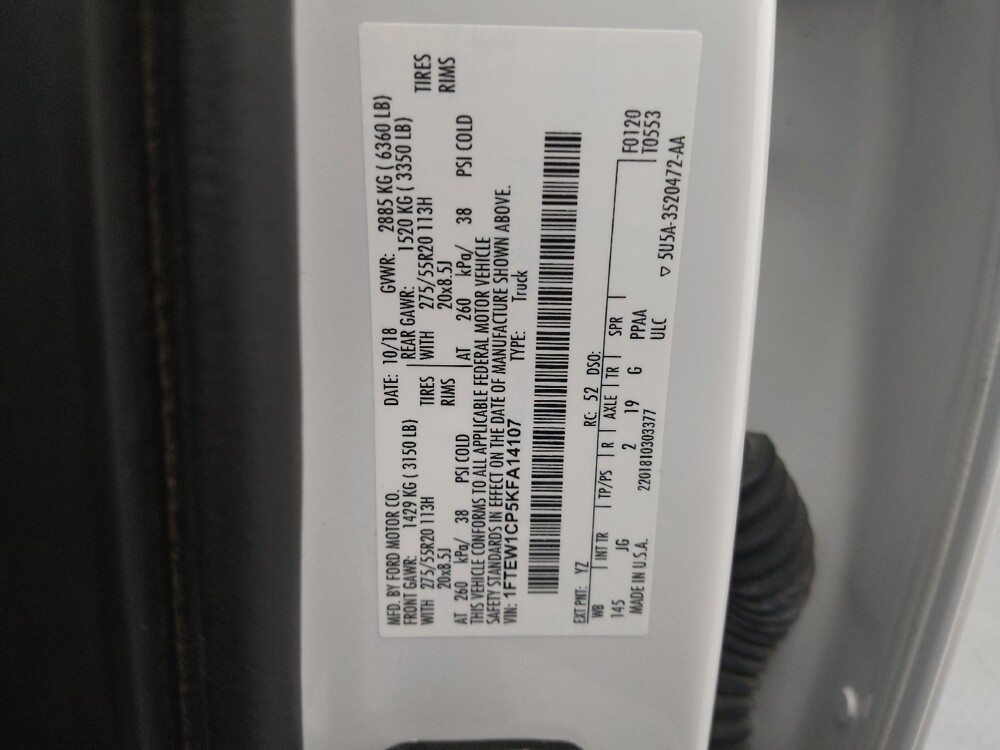 MFD. BY FORD MOTOR CO. DATE: 10/18 GVWR: 2885 KG ( 6360 LB)
FRONT GAWR: 1429 KG ( 3150 LB) REAR GAWR: 1520 KG ( 3350 LB)
WITH 275/55R20 113H TIRES WITH 275/55R20 113H TIRES
20x8.5J RIMS 20x8.5J RIMS
AT 260 kPa/ 38 PSI COLD AT 260 kPa/ 38 PSI COLD
THIS VEHICLE CONFORMS TO ALL APPLICABLE FEDERAL MOTOR VEHICLE
SAFETY STANDARDS IN EFFECT ON THE DATE OF MANUFACTURE SHOWN ABOVE.
VIN: 1FTEW1CP5KFA14107 TYPE: Truck
EXT PNT: YZ RC: 52 DSO:
WB INT TR TP/PS R AXLE TR SPR F0120
145 JG 2 19 G PPAA T0553
MADE IN U.S.A. 2201810303377 ULC
▽ 5U5A-3520472-AA